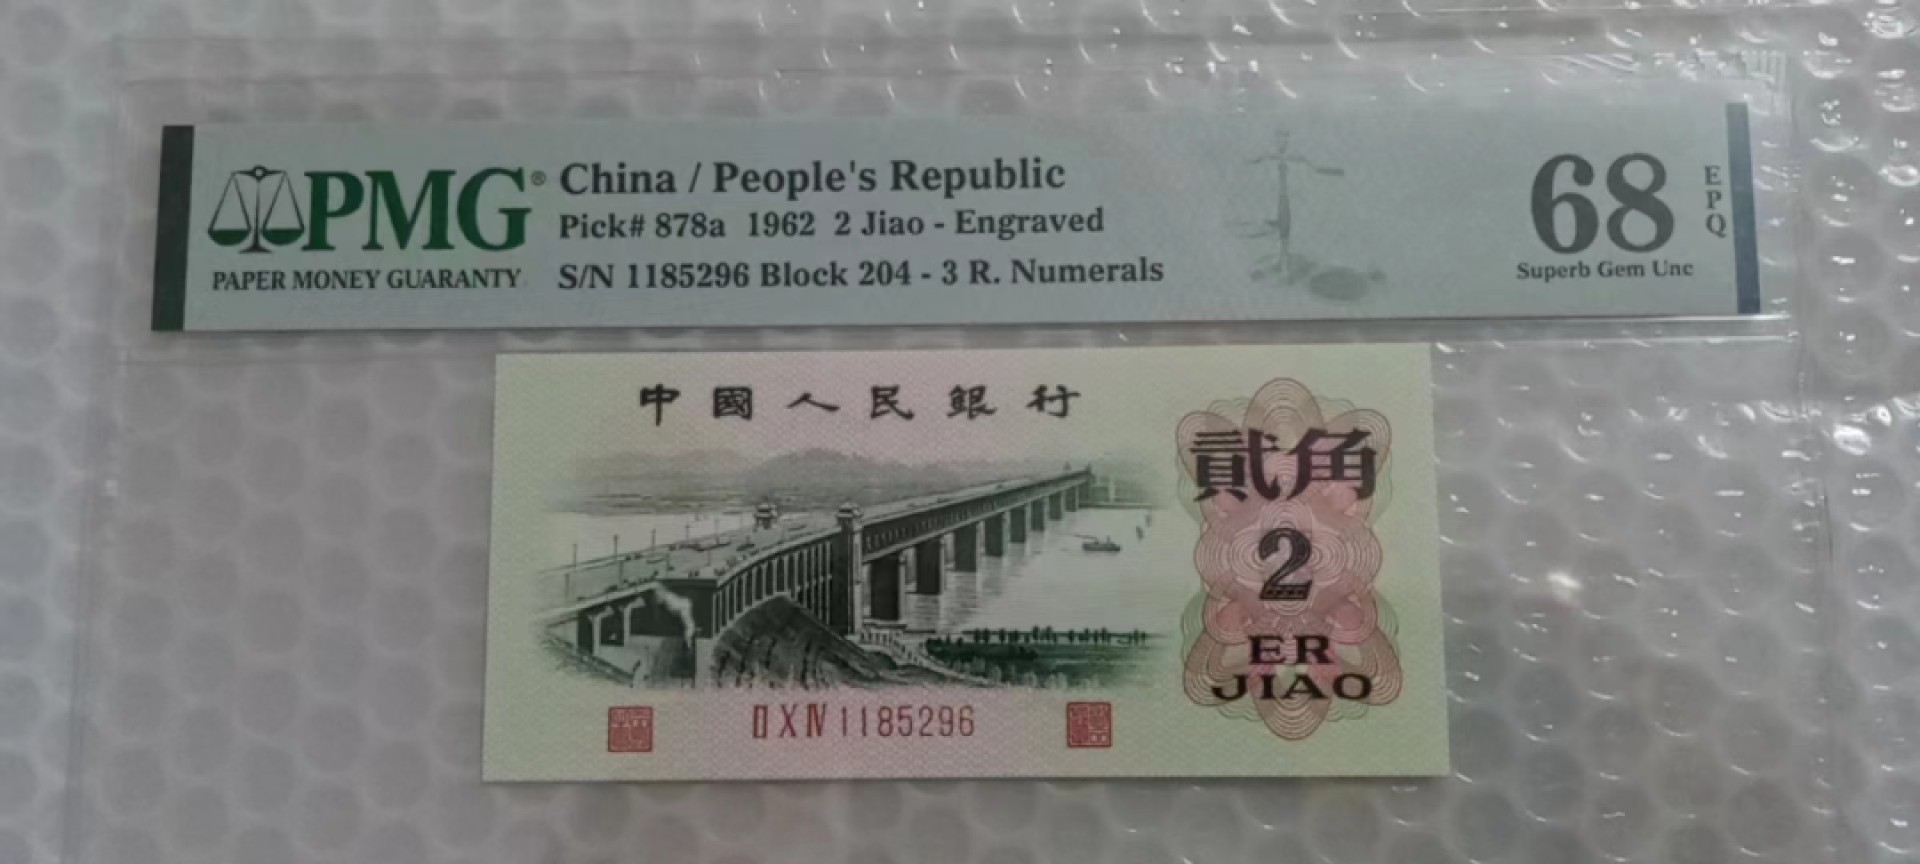 PMG®
PAPER MONEY GUARANTY
China / People's Republic
Pick# 878a 1962 2 Jiao - Engraved
S/N 1185296 Block 204 - 3 R. Numerals
68
EPQ
Superb Gem Unc
中國人民銀行
貳角
2
ER
JIAO
ⅡⅩⅣ 1185296